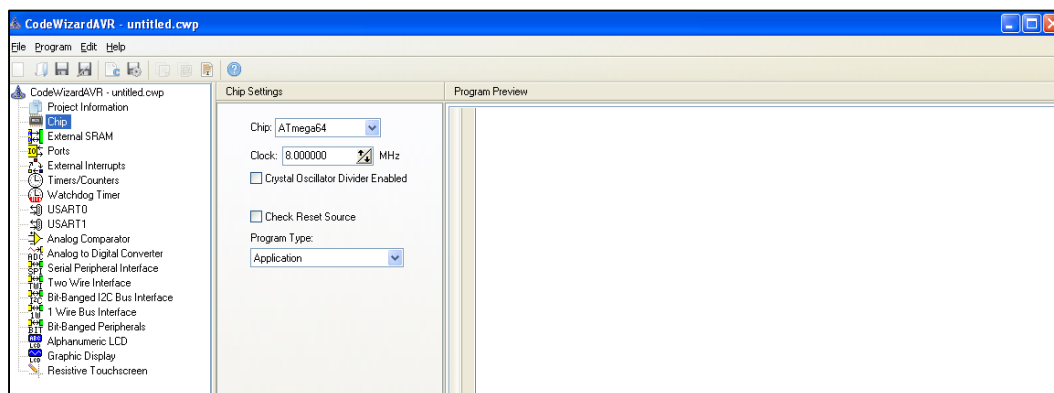 CodeWizardAVR - untitled.cwp
File Program Edit Help
CodeWizardAVR - untitled.cwp
Project Information
Chip
External SRAM
Ports
External Interrupts
Timers/Counters
Watchdog Timer
USART0
USART1
Analog Comparator
Analog to Digital Converter
Serial Peripheral Interface
Two Wire Interface
Bit-Banged I2C Bus Interface
1 Wire Bus Interface
Bit-Banged Peripherals
Alphanumeric LCD
Graphic Display
Resistive Touchscreen
Chip Settings
Chip: ATmega64
Clock: 8.000000 MHz
Crystal Oscillator Divider Enabled
Check Reset Source
Program Type:
Application
Program Preview